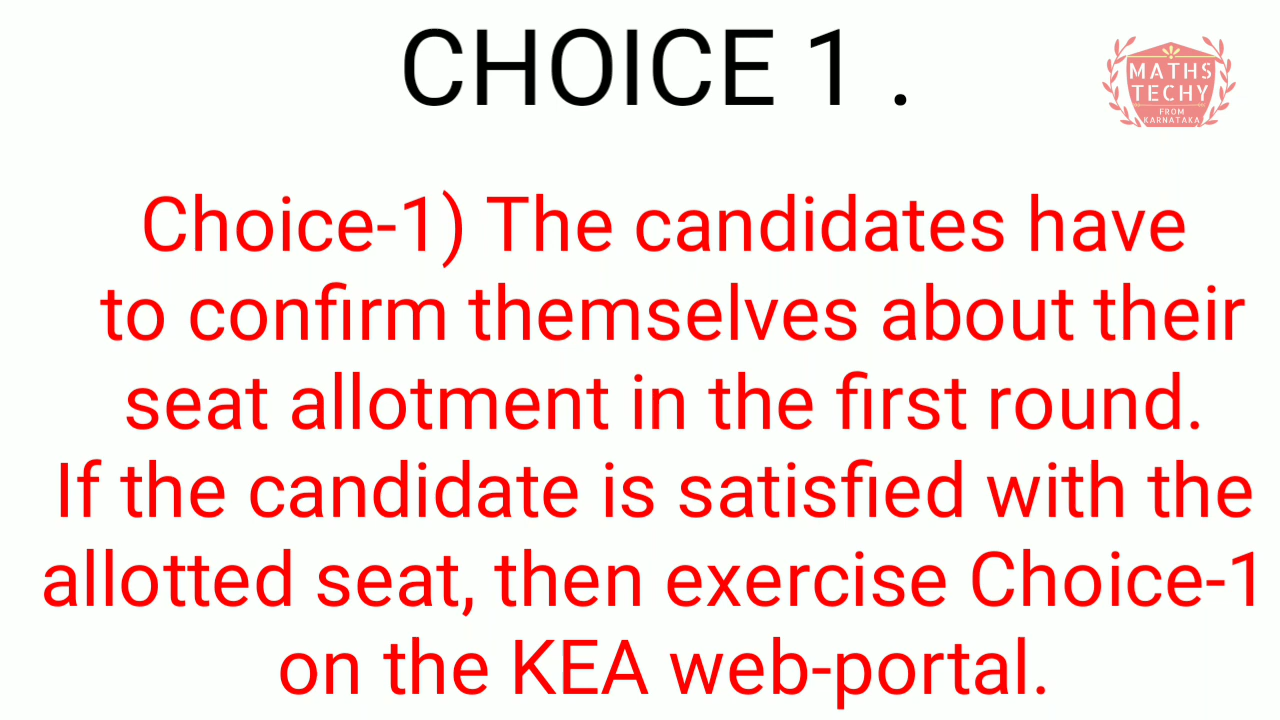 CHOICE 1 .
MATHS
TECHY
FROM
KARNATAKA
Choice-1) The candidates have
to confirm themselves about their
seat allotment in the first round.
If the candidate is satisfied with the
allotted seat, then exercise Choice-1
on the KEA web-portal.